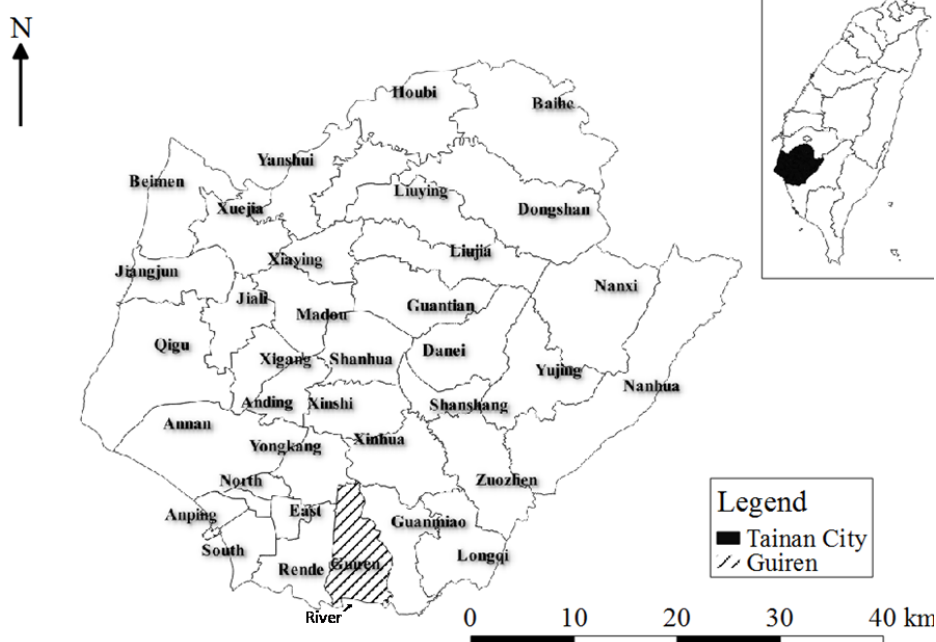 N
Houbi
Baihe
Yanshui
Beimen
Liuying
Xuejia
Dongshan
Liujia
Xiaying
Jiangjun
Nanxi
Jiali
Guantian
Madou
Qigu
Danei
Xigang
Shanhua
Yujing
Nanhua
Anding
Xinshi
Shanshang
Annan
Xinhua
Yongkang
North
Zuozhen
East
Anping
Guanmiao
South
Longqi
Guiren
Rende
River
Legend
Tainan City
Guiren
0 10 20 30 40 km